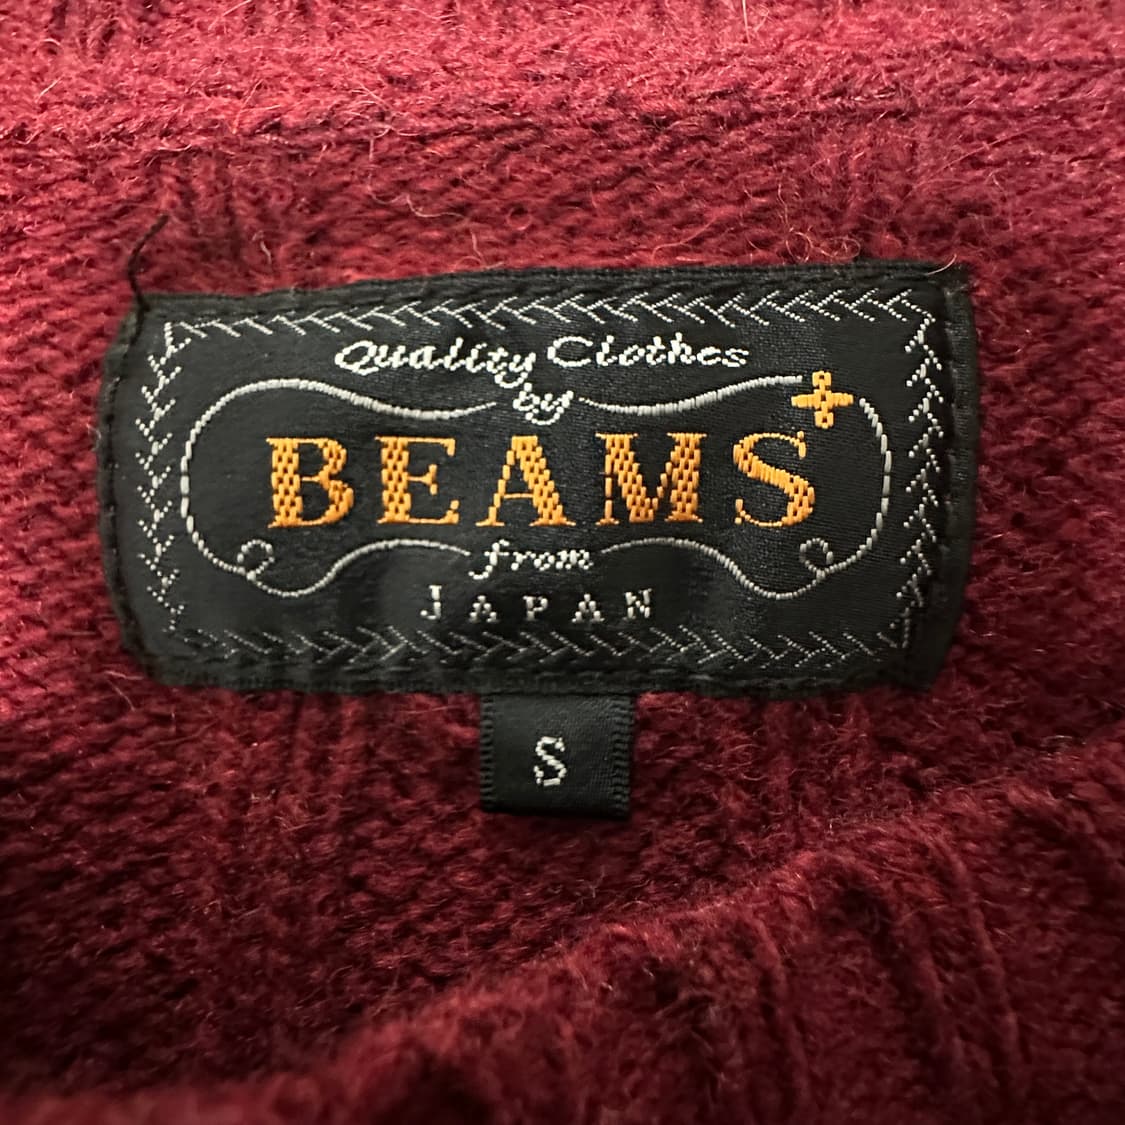 Quality Clothes
by
BEAMS+
from
JAPAN
S